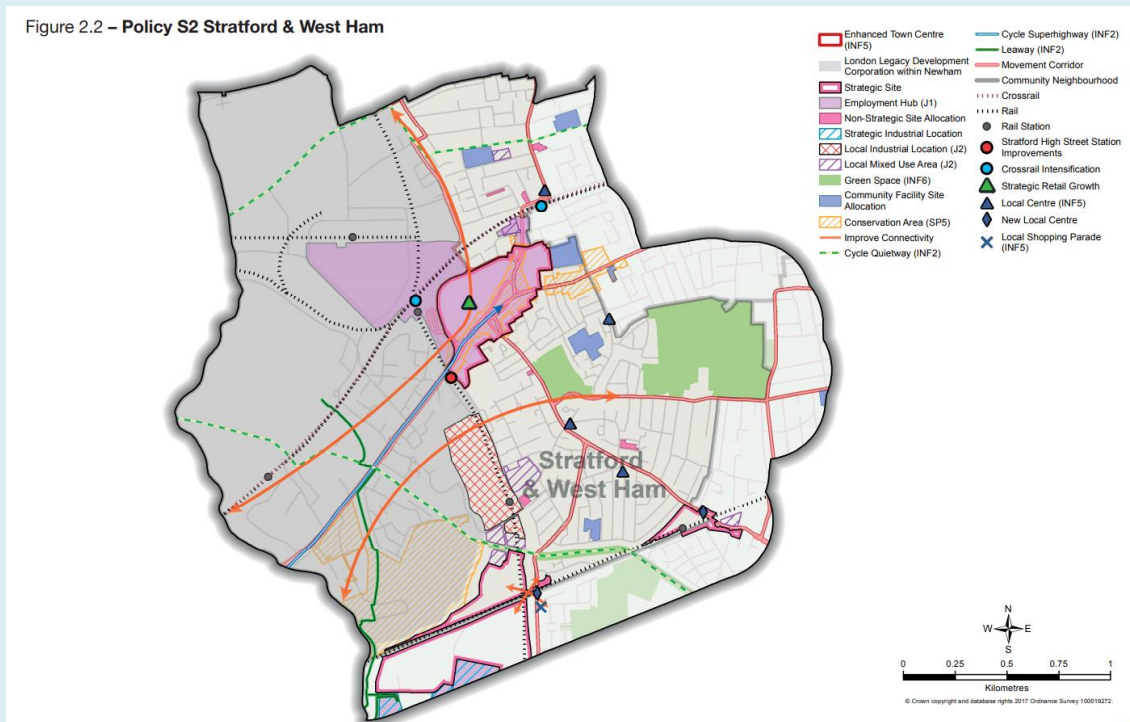 Figure 2.2 – Policy S2 Stratford & West Ham
Enhanced Town Centre
(INF5)
London Legacy Development
Corporation within Newham
Strategic Site
Employment Hub (J1)
Non-Strategic Site Allocation
Strategic Industrial Location
Local Industrial Location (J2)
Local Mixed Use Area (J2)
Green Space (INF6)
Community Facility Site
Allocation
Conservation Area (SP5)
Improve Connectivity
Cycle Quietway (INF2)
Cycle Superhighway (INF2)
Leaway (INF2)
Movement Corridor
Community Neighbourhood
Crossrail
Rail
Rail Station
Stratford High Street Station
Improvements
Crossrail Intensification
Strategic Retail Growth
Local Centre (INF5)
New Local Centre
Local Shopping Parade
(INF5)
Stratford
& West Ham
N
W E
S
0 0.25 0.5 0.75 1
Kilometres
© Crown copyright and database rights 2017 Ordnance Survey 100019272.